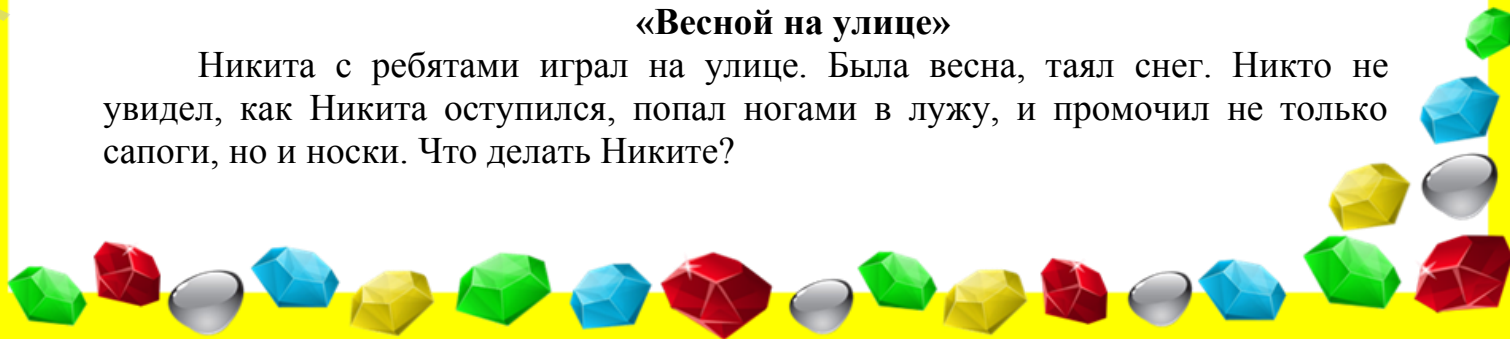 «Весной на улице»
Никита с ребятами играл на улице. Была весна, таял снег. Никто не
увидел, как Никита оступился, попал ногами в лужу, и промочил не только
сапоги, но и носки. Что делать Никите?